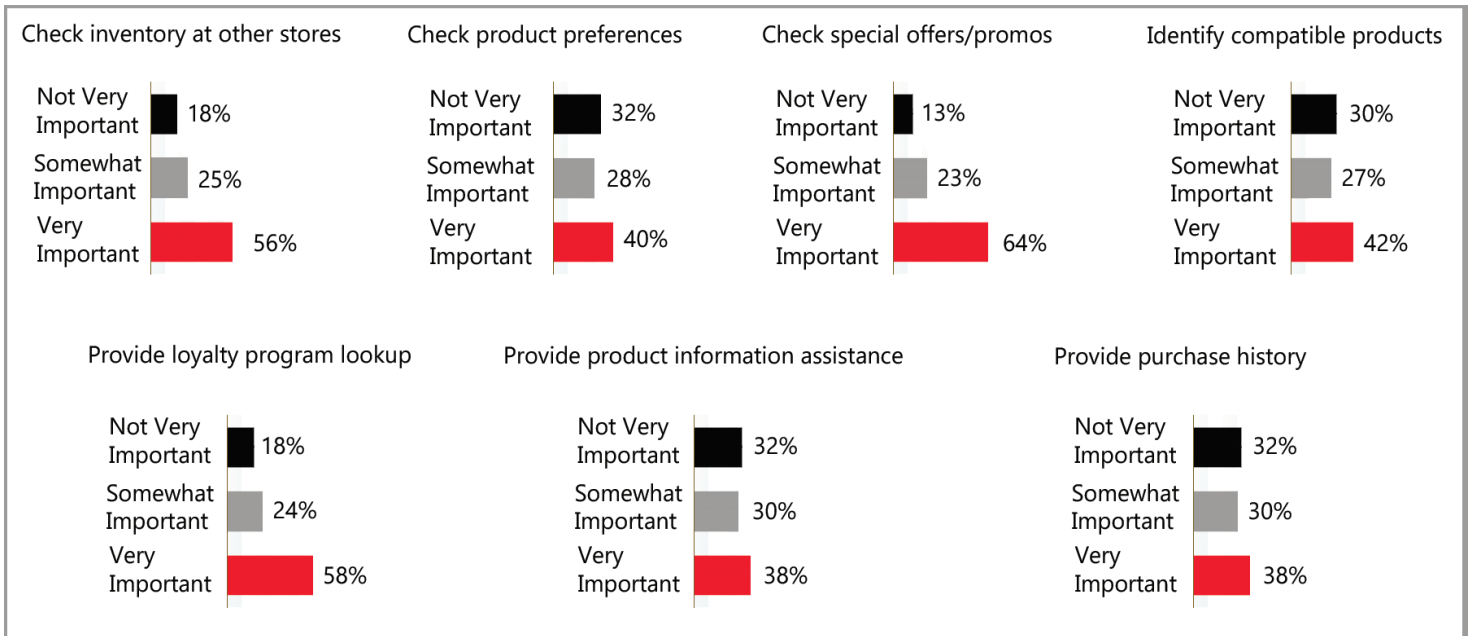 Check inventory at other stores
Not Very
Important
18%
Somewhat
Important
25%
Very
Important
56%
Check product preferences
Not Very
Important
32%
Somewhat
Important
28%
Very
Important
40%
Check special offers/promos
Not Very
Important
13%
Somewhat
Important
23%
Very
Important
64%
Identify compatible products
Not Very
Important
30%
Somewhat
Important
27%
Very
Important
42%
Provide loyalty program lookup
Not Very
Important
18%
Somewhat
Important
24%
Very
Important
58%
Provide product information assistance
Not Very
Important
32%
Somewhat
Important
30%
Very
Important
38%
Provide purchase history
Not Very
Important
32%
Somewhat
Important
30%
Very
Important
38%